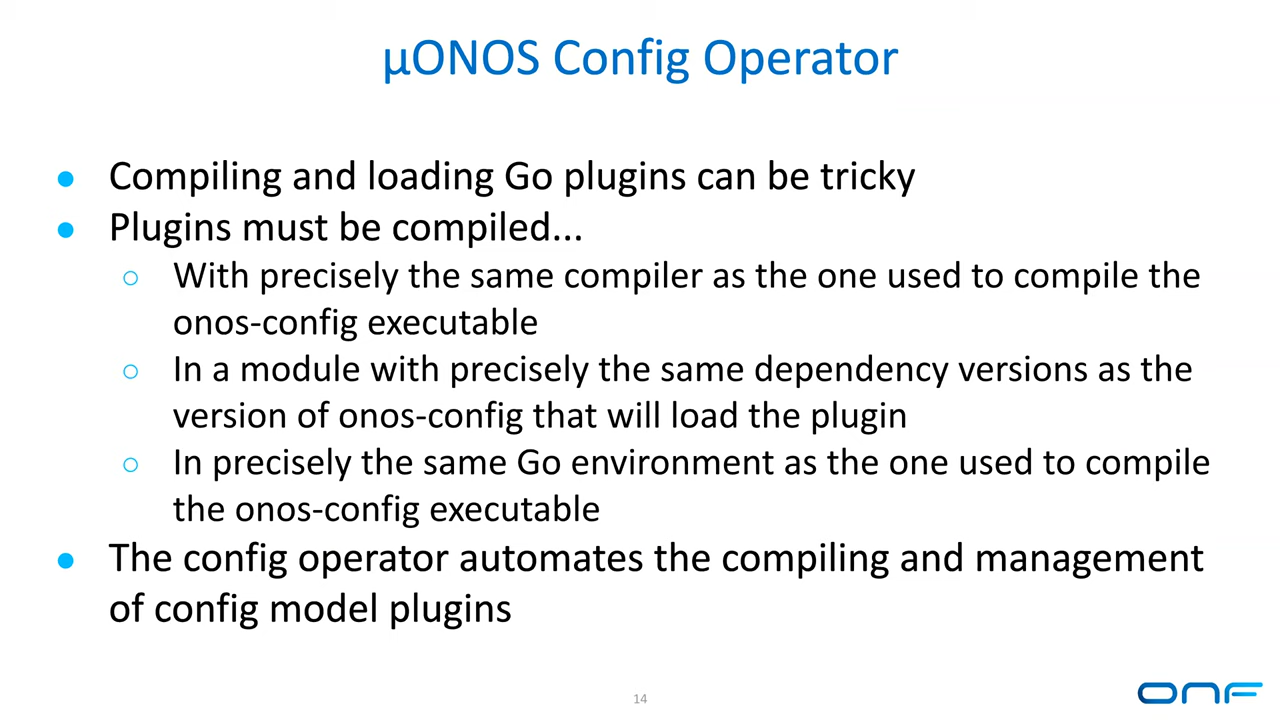 µONOS Config Operator
● Compiling and loading Go plugins can be tricky
● Plugins must be compiled...
○ With precisely the same compiler as the one used to compile the
onos-config executable
○ In a module with precisely the same dependency versions as the
version of onos-config that will load the plugin
○ In precisely the same Go environment as the one used to compile
the onos-config executable
● The config operator automates the compiling and management
of config model plugins
14
ONF